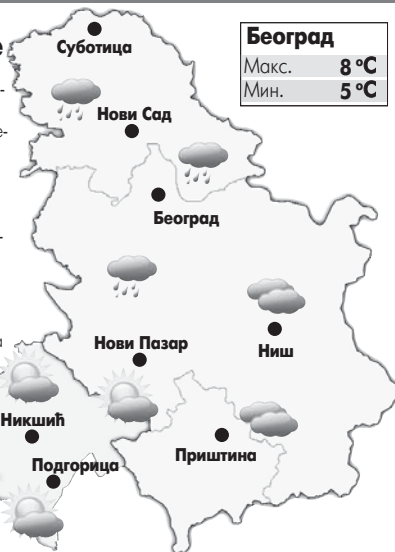 Суботица
Београд
Макс. 8 °C
Мин. 5 °C
Нови Сад
Београд
Нови Пазар
Ниш
Никшић
Приштина
Подгорица